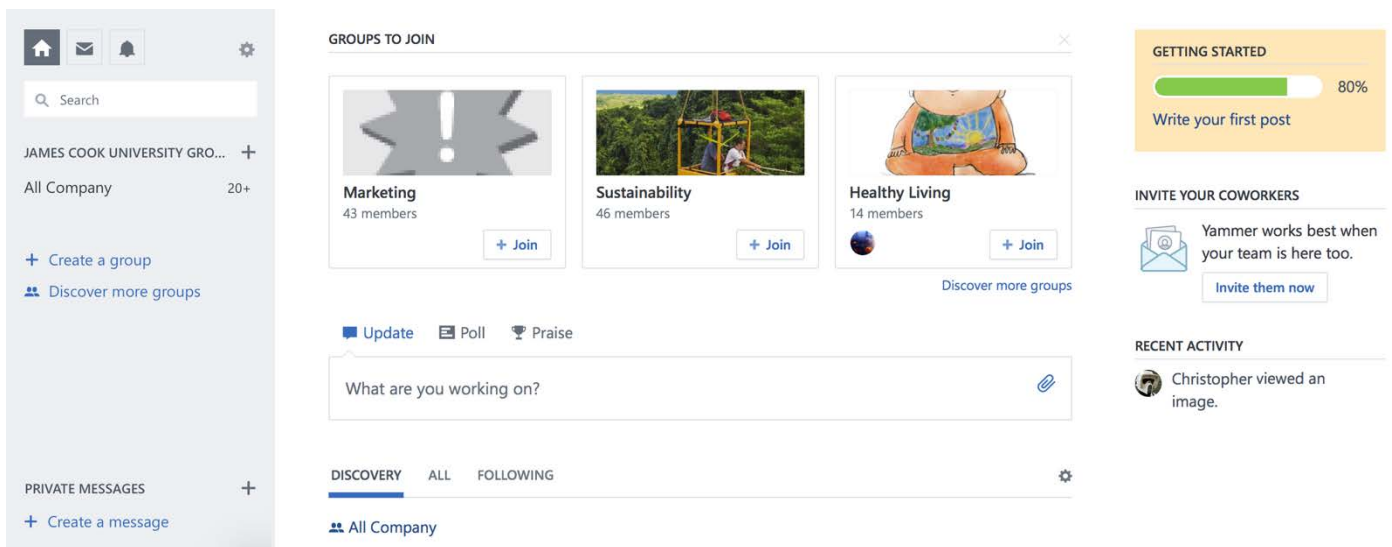 Search
JAMES COOK UNIVERSITY GRO... +
All Company 20+
+ Create a group
Discover more groups
PRIVATE MESSAGES +
+ Create a message
GROUPS TO JOIN
Marketing
43 members
+ Join
Sustainability
46 members
+ Join
Healthy Living
14 members
+ Join
Discover more groups
Update Poll Praise
What are you working on?
DISCOVERY ALL FOLLOWING
All Company
GETTING STARTED
80%
Write your first post
INVITE YOUR COWORKERS
Yammer works best when
your team is here too.
Invite them now
RECENT ACTIVITY
Christopher viewed an
image.